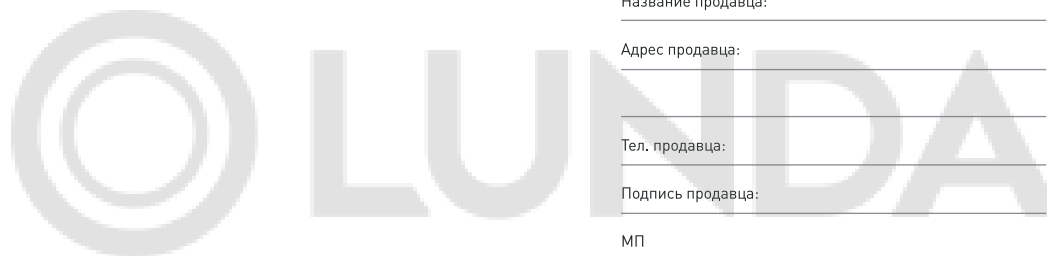 Название продавца:
Адрес продавца:
LUNDA
Тел. продавца:
Подпись продавца:
МП